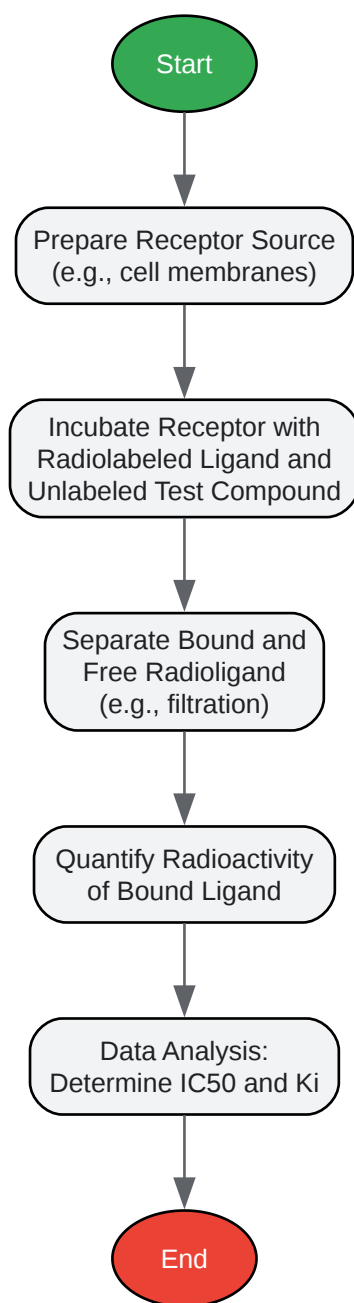 Start
Prepare Receptor Source
(e.g., cell membranes)
Incubate Receptor with
Radiolabeled Ligand and
Unlabeled Test Compound
Separate Bound and
Free Radioligand
(e.g., filtration)
Quantify Radioactivity
of Bound Ligand
Data Analysis:
Determine IC50 and Ki
End